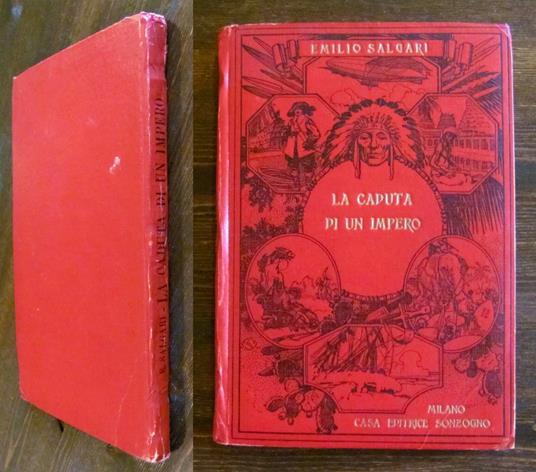 E. SALGARI - LA CADUTA DI UN IMPERO
EMILIO SALGARI
LA CADUTA
DI UN IMPERO
MILANO
CASA EDITRICE SONZOGNO